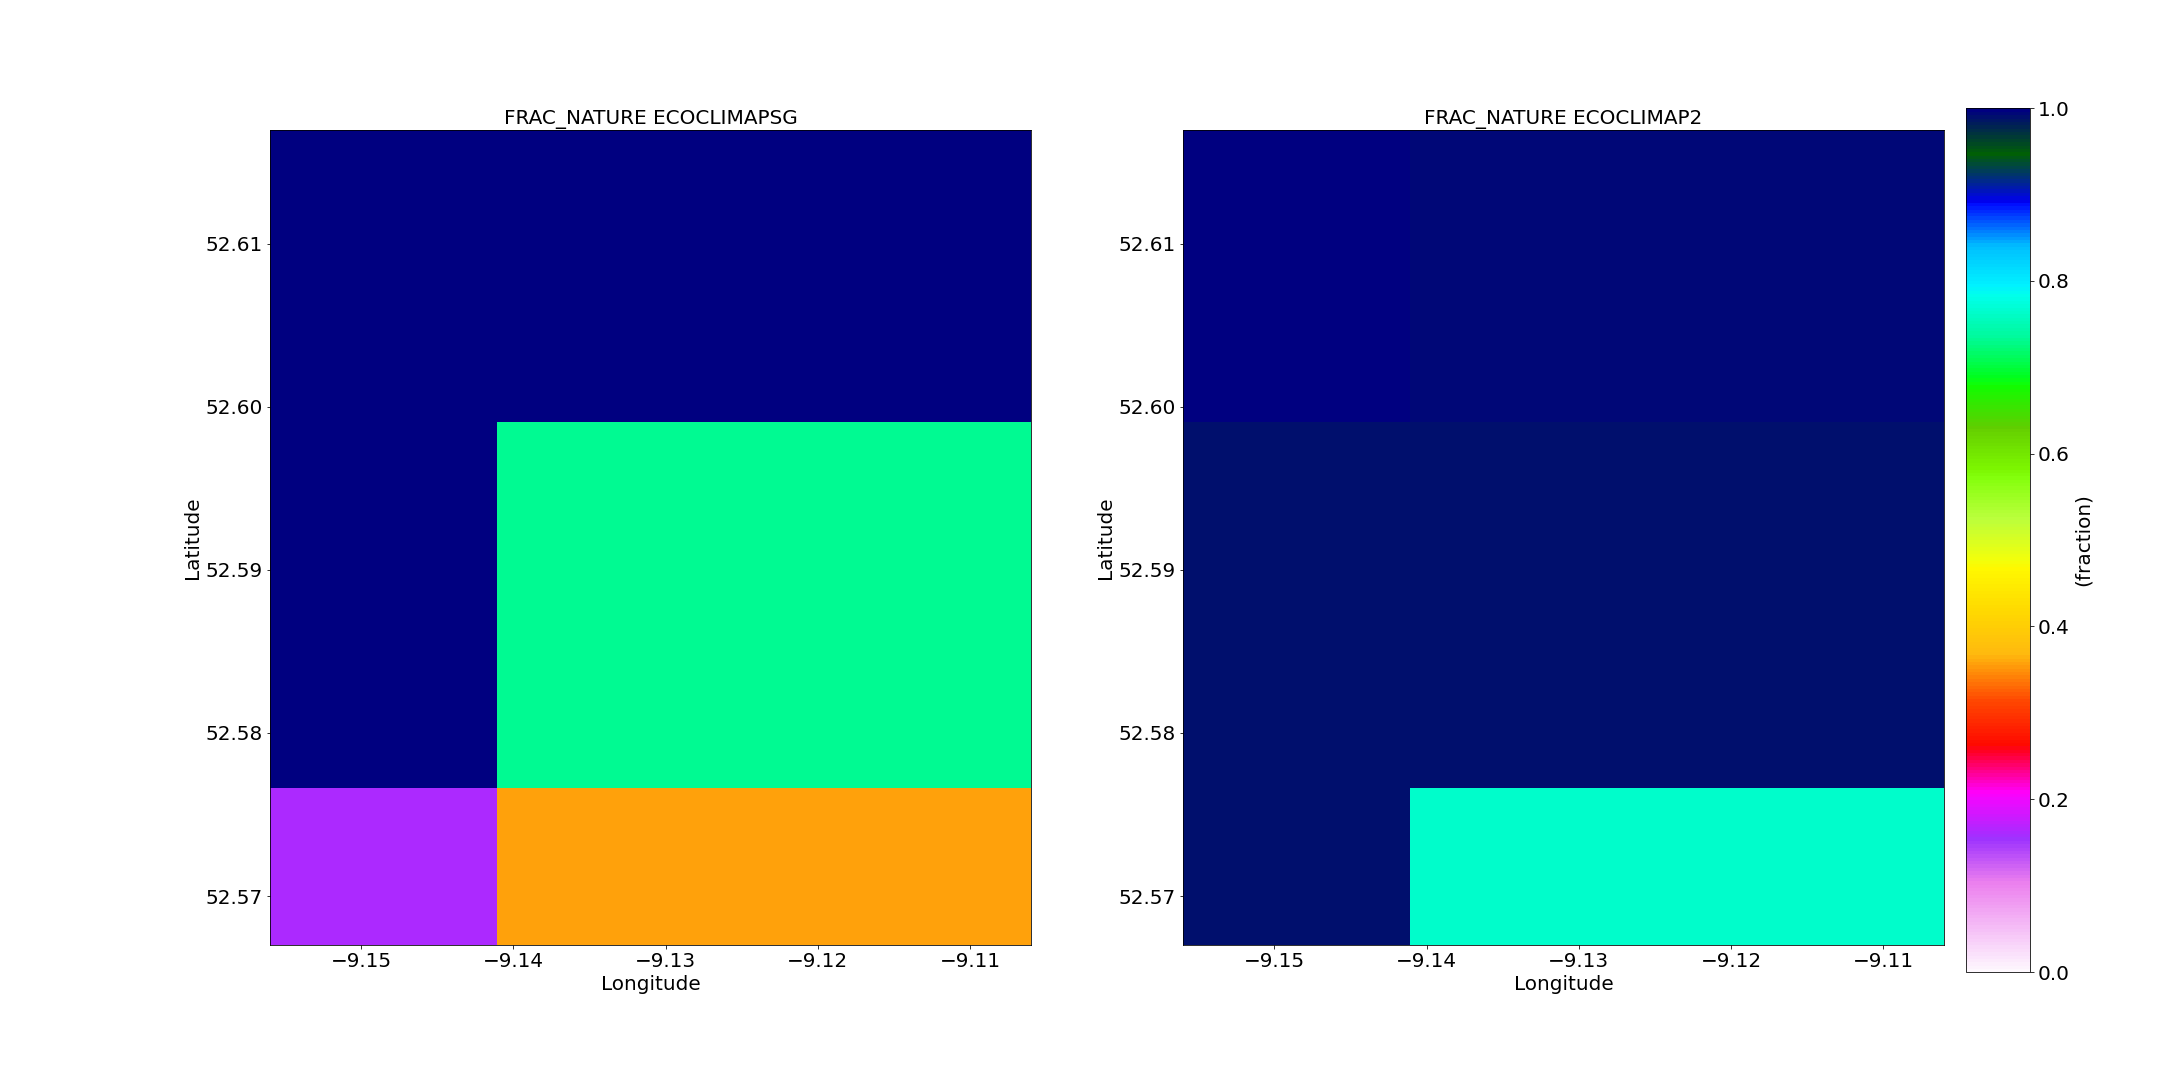 FRAC_NATURE ECOCLIMAPSG
52.61
52.60
52.59
52.58
52.57
Latitude
−9.15 −9.14 −9.13 −9.12 −9.11
Longitude
FRAC_NATURE ECOCLIMAP2
52.61
52.60
52.59
52.58
52.57
Latitude
−9.15 −9.14 −9.13 −9.12 −9.11
Longitude
1.0
0.8
0.6
0.4
0.2
0.0
(fraction)